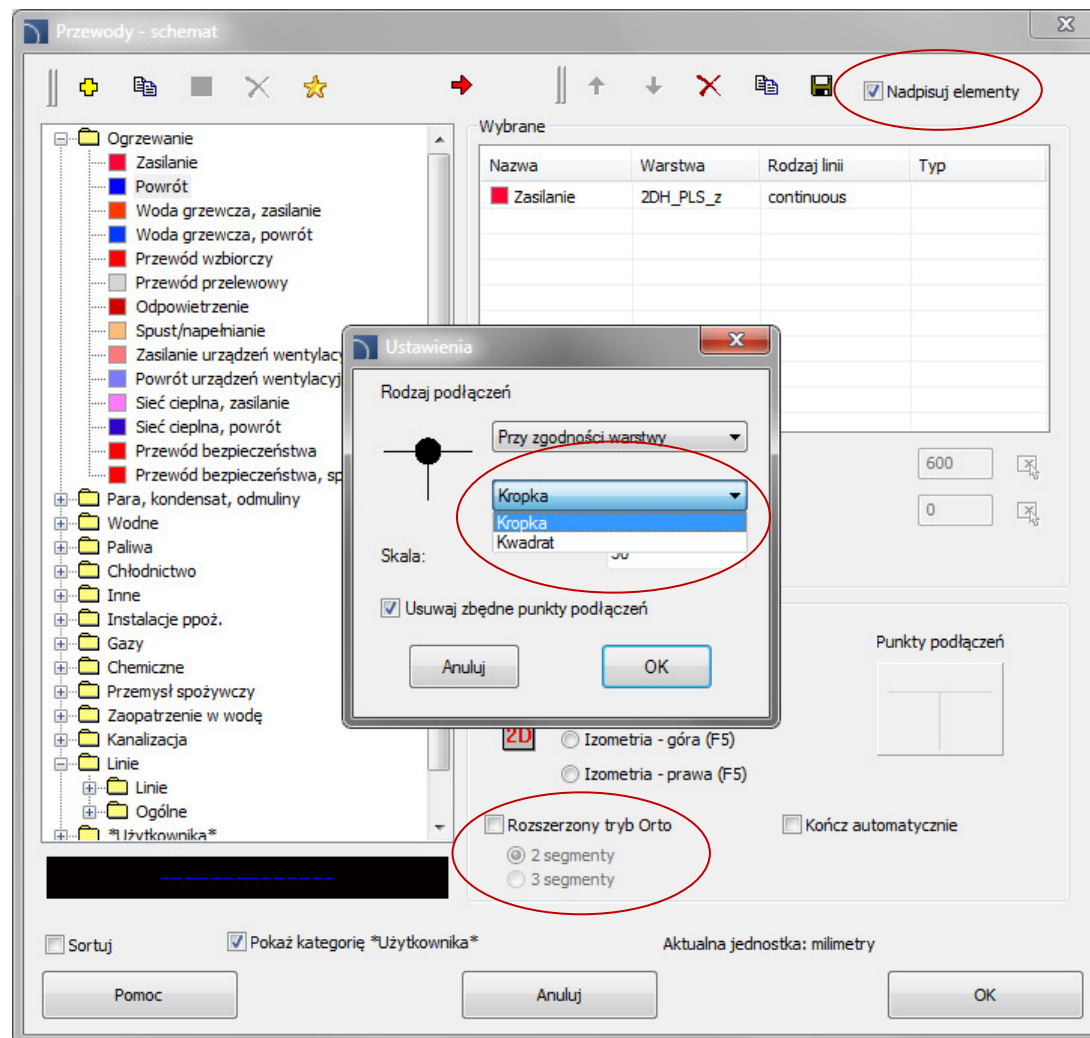 Przewody - schemat
Nadpisuj elementy
Ogrzewanie
Zasilanie
Powrót
Woda grzewcza, zasilanie
Woda grzewcza, powrót
Przewód wzbiorczy
Przewód przelewowy
Odpowietrzenie
Spust/napełnianie
Zasilanie urządzeń wentylacy
Powrót urządzeń wentylacyj
Sieć cieplna, zasilanie
Sieć cieplna, powrót
Przewód bezpieczeństwa
Przewód bezpieczeństwa, sp
Para, kondensat, odmuliny
Wodne
Paliwa
Chłodnictwo
Inne
Instalacje ppoż.
Gazy
Chemiczne
Przemysł spożywczy
Zaopatrzenie w wodę
Kanalizacja
Linie
Linie
Ogólne
*Użytkownika*
Wybrane
Nazwa Warstwa Rodzaj linii Typ
Zasilanie 2DH_PLS_z continuous
600
0
Ustawienia
Rodzaj podłączeń
Przy zgodności warstwy
Kropka
Kropka
Kwadrat
Skala:
Usuwaj zbędne punkty podłączeń
Anuluj OK
Punkty podłączeń
2D
Izometria - góra (F5)
Izometria - prawa (F5)
Rozszerzony tryb Orto
2 segmenty
3 segmenty
Kończ automatycznie
Sortuj
Pokaż kategorię *Użytkownika*
Aktualna jednostka: milimetry
Pomoc Anuluj OK